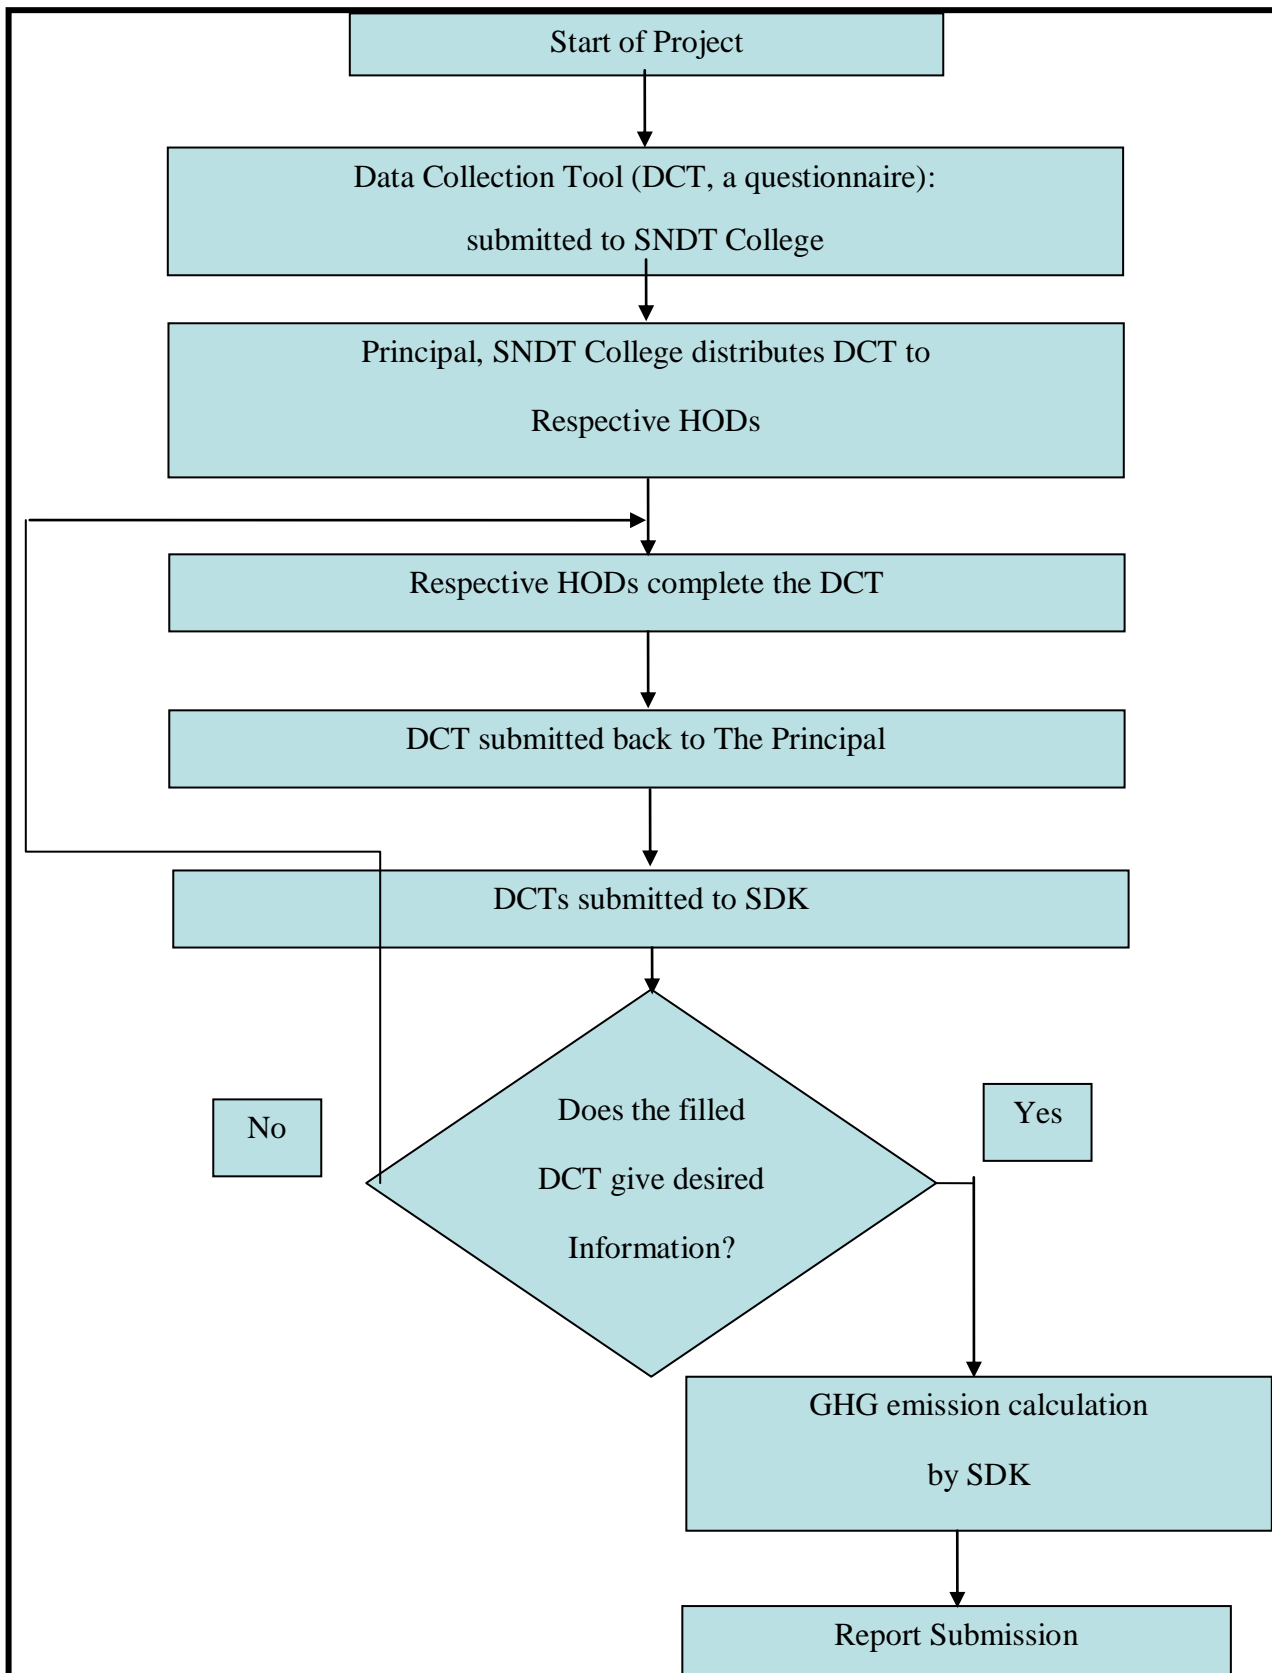 Start of Project
Data Collection Tool (DCT, a questionnaire):
submitted to SNDT College
Principal, SNDT College distributes DCT to
Respective HODs
Respective HODs complete the DCT
DCT submitted back to The Principal
DCTs submitted to SDK
Does the filled
DCT give desired
Information?
No
Yes
GHG emission calculation
by SDK
Report Submission